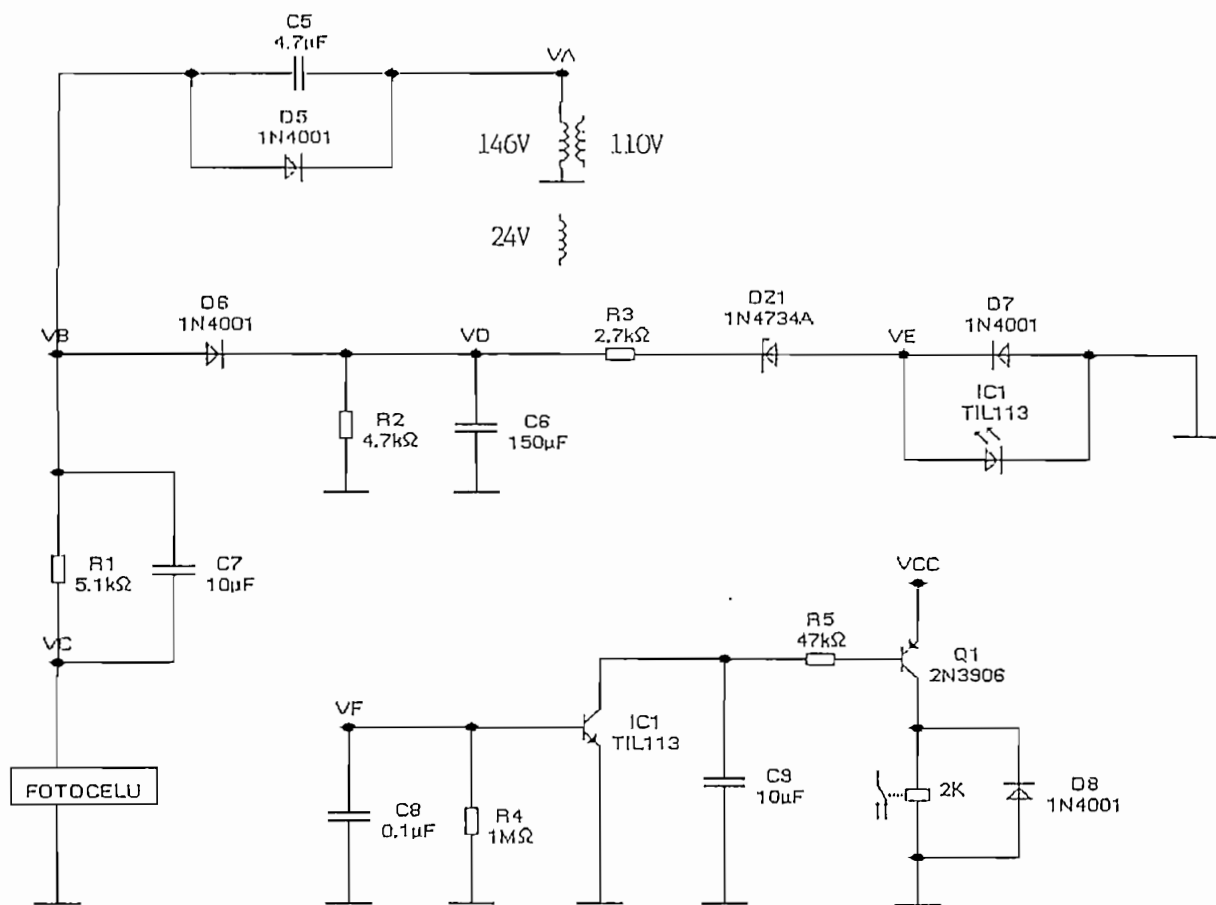 C5
4.7µF
VA
D5
1N4001
146V
110V
24V
D6
1N4001
VB
VD
R3
2.7kΩ
DZ1
1N4734A
VE
D7
1N4001
IC1
TIL113
R2
4.7kΩ
C6
150µF
R1
5.1kΩ
C7
10µF
VC
VCC
R5
47kΩ
Q1
2N3906
VF
IC1
TIL113
FOTOCELU
C8
0.1µF
R4
1MΩ
C9
10µF
2K
D8
1N4001